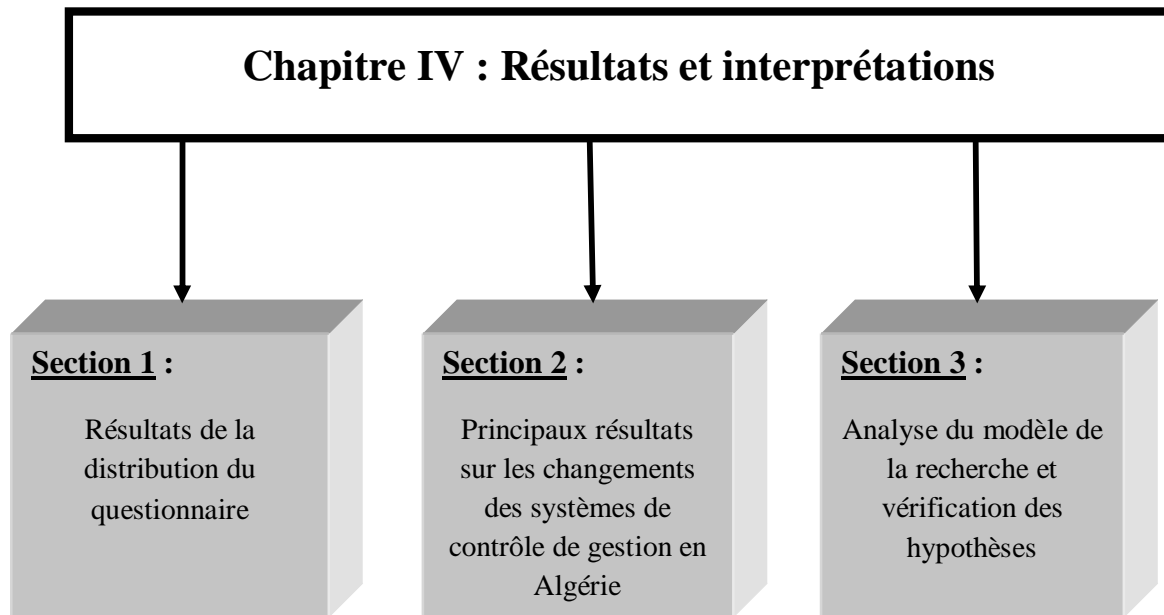 Chapitre IV : Résultats et interprétations
Section 1 :
Résultats de la
distribution du
questionnaire
Section 2 :
Principaux résultats
sur les changements
des systèmes de
contrôle de gestion en
Algérie
Section 3 :
Analyse du modèle de
la recherche et
vérification des
hypothèses